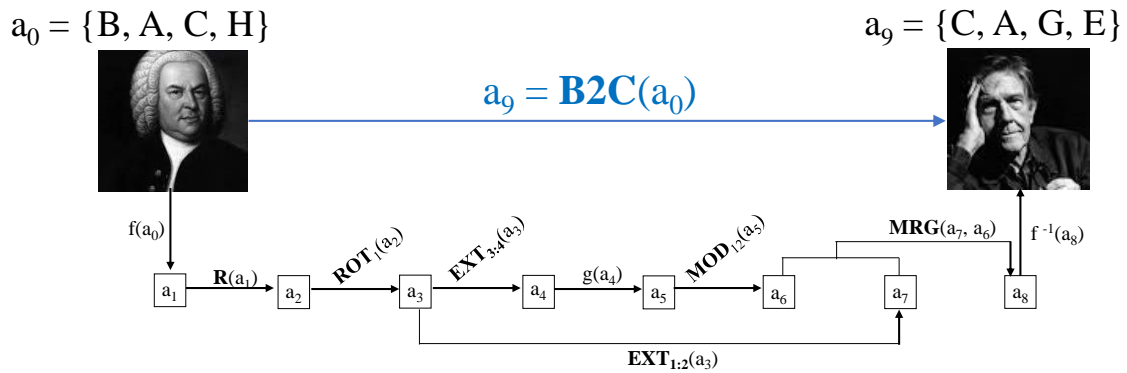 a₀ = {B, A, C, H}
a₉ = {C, A, G, E}
a₉ = B2C(a₀)
f(a₀)
R(a₁)
ROT₁(a₂)
EXT₃:₄(a₃)
g(a₄)
MOD₁₂(a₅)
MRG(a₇, a₆)
f ⁻¹(a₈)
a₁
a₂
a₃
a₄
a₅
a₆
a₇
a₈
EXT₁:₂(a₃)